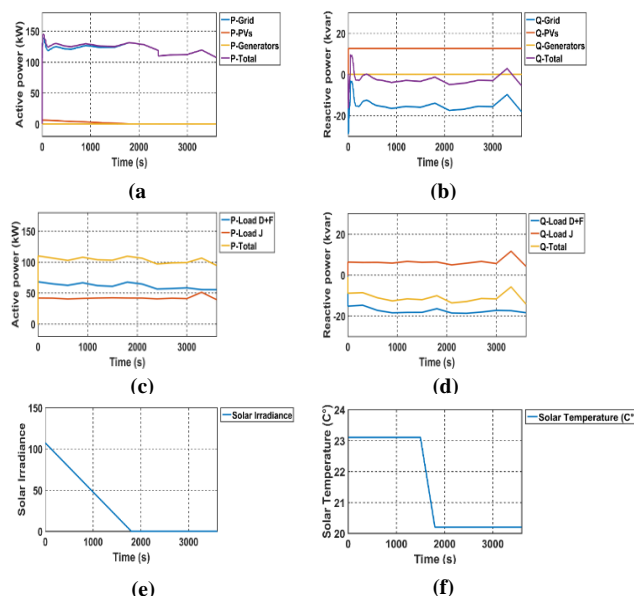 150
100
50
0
Active power (kW)
0 1000 2000 3000
Time (s)
P-Grid
P-PVs
P-Generators
P-Total
(a)
20
0
-20
Reactive power (kvar)
0 1000 2000 3000
Time (s)
Q-Grid
Q-PVs
Q-Generators
Q-Total
(b)
150
100
50
0
Active power (kW)
0 1000 2000 3000
Time (s)
P-Load D+F
P-Load J
P-Total
(c)
20
0
-20
Reactive power (kvar)
0 1000 2000 3000
Time (s)
Q-Load D+F
Q-Load J
Q-Total
(d)
150
100
50
0
Solar Irradiance
0 1000 2000 3000
Time (s)
Solar Irradiance
(e)
24
23
22
21
20
Solar Temperature (C°)
0 1000 2000 3000
Time (s)
Solar Temperature (C°)
(f)